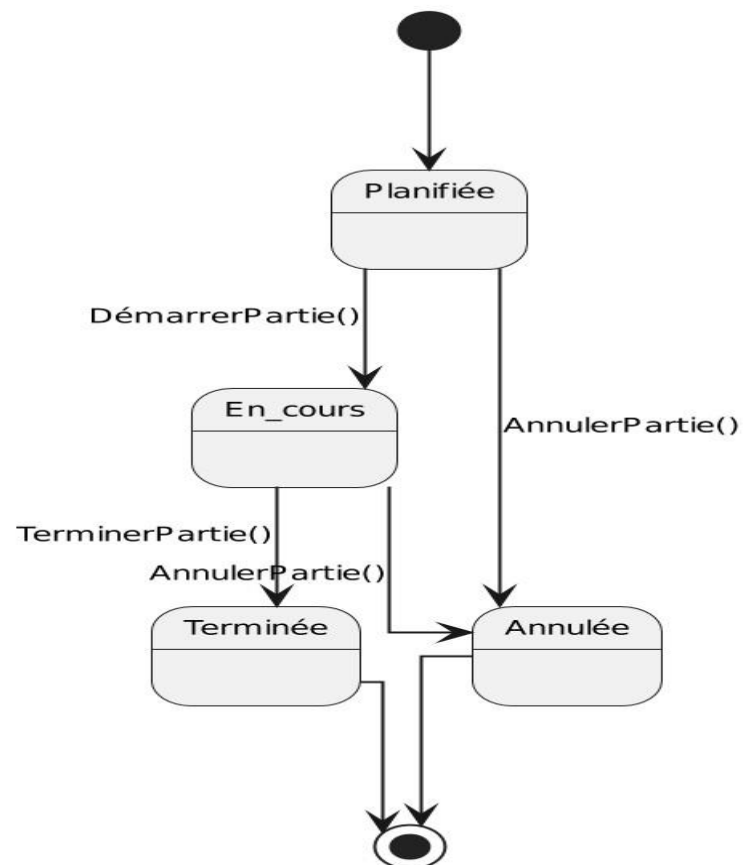 Planifiée
DémarrerPartie()
En_cours
AnnulerPartie()
TerminerPartie()
AnnulerPartie()
Terminée
Annulée